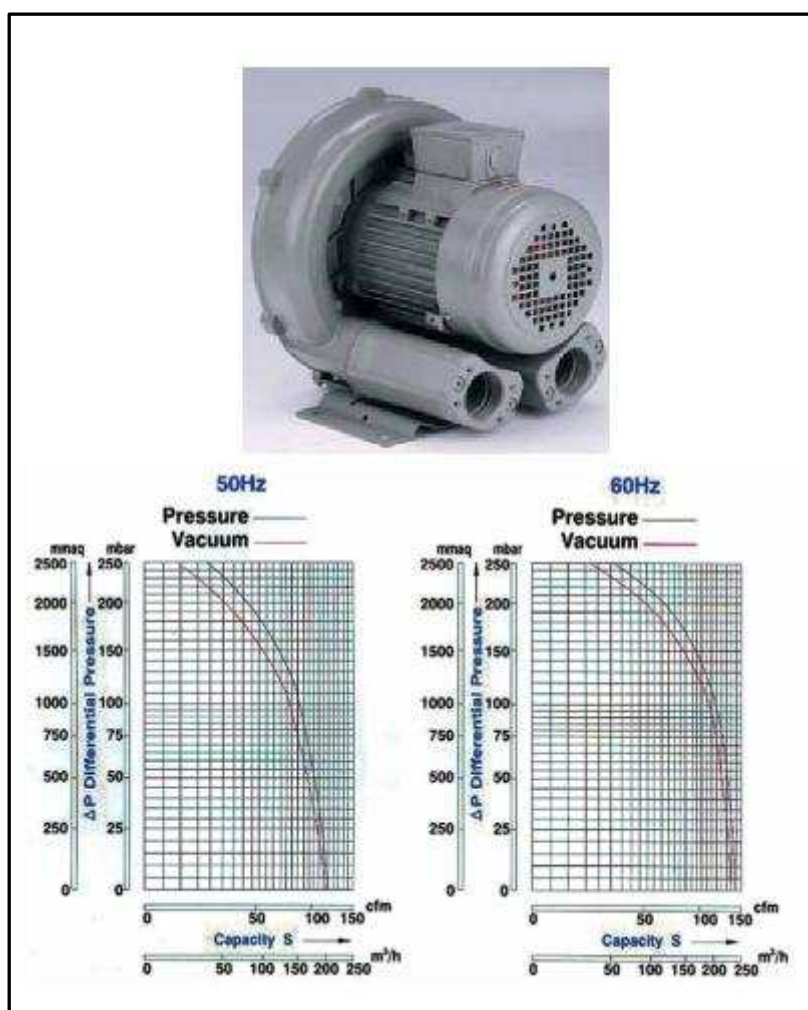 50Hz
Pressure
Vacuum
mmaq
mbar
2500
2000
1500
1000
750
500
250
0
ΔP Differential Pressure
250
200
150
100
75
50
25
0
0 50 100 150 cfm
Capacity S
0 50 100 150 200 250 m³/h
60Hz
Pressure
Vacuum
mmaq
mbar
2500
2000
1500
1000
750
500
250
0
ΔP Differential Pressure
250
200
150
100
75
50
25
0
0 50 100 150 cfm
Capacity S
0 50 100 150 200 250 m³/h